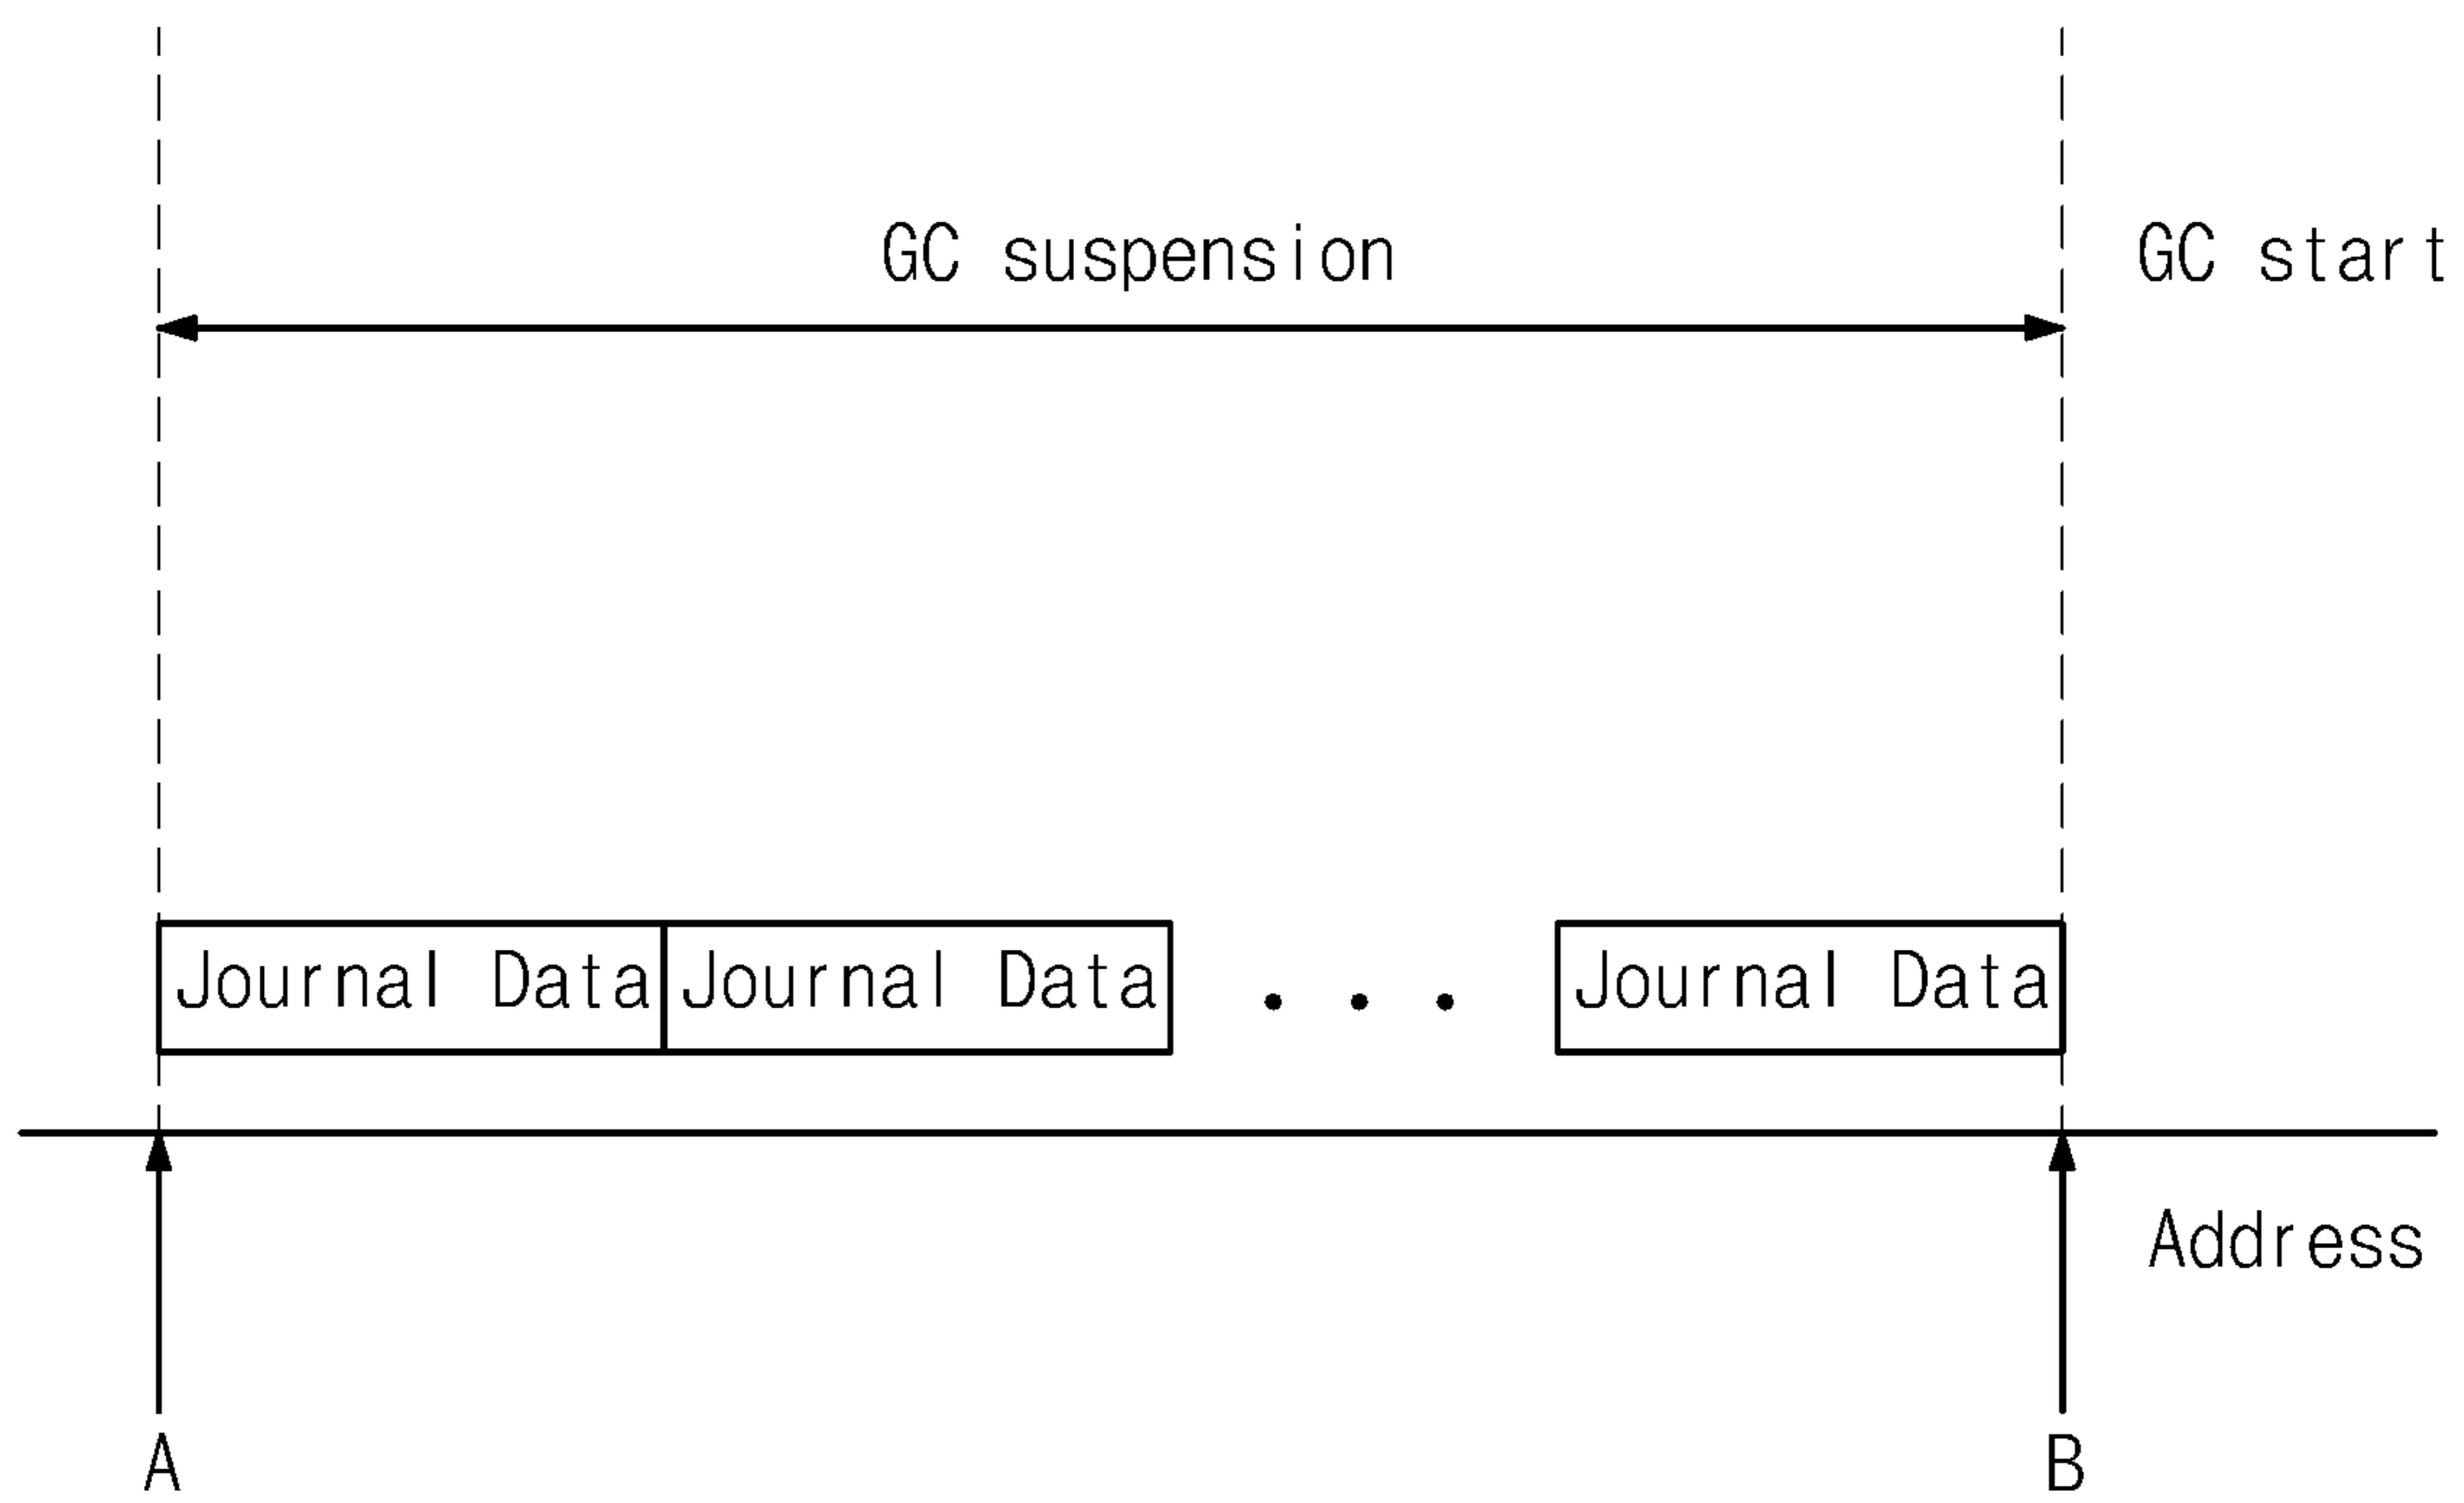 GC suspension
GC start
Journal Data Journal Data . . . Journal Data
Address
A
B